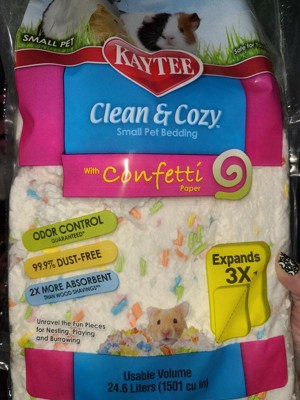 SMALL PET
KAYTEE
Clean & Cozy
Small Pet Bedding
With Confetti
Paper
ODOR CONTROL
GUARANTEED*
99.9% DUST-FREE
2X MORE ABSORBENT
THAN WOOD SHAVINGS**
Expands
3X
Unravel the Fun Pieces
for Nesting, Playing
and Burrowing
Usable Volume
24.6 Liters (1501 cu in)